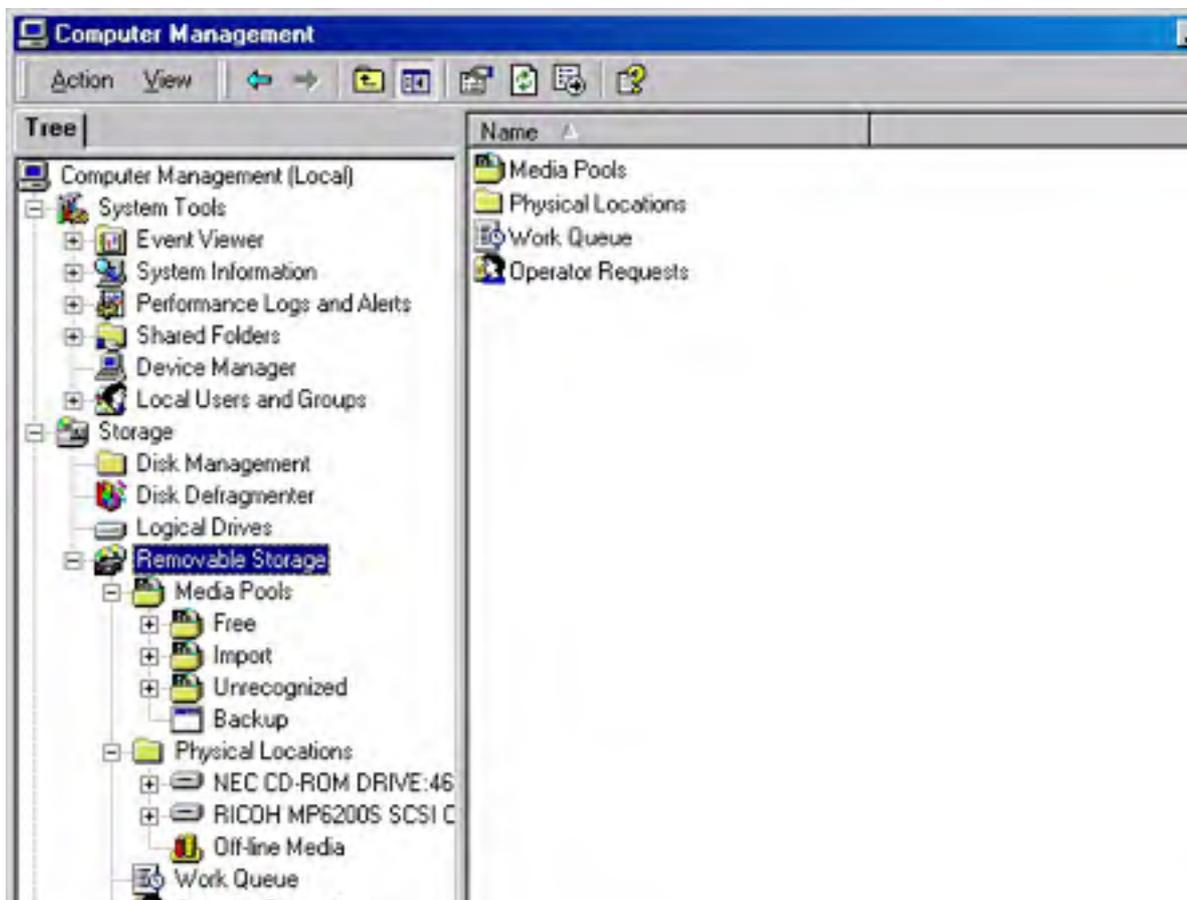 Computer Management
Action View
Tree
Name
Computer Management (Local)
System Tools
Event Viewer
System Information
Performance Logs and Alerts
Shared Folders
Device Manager
Local Users and Groups
Storage
Disk Management
Disk Defragmenter
Logical Drives
Removable Storage
Media Pools
Free
Import
Unrecognized
Backup
Physical Locations
NEC CD-ROM DRIVE:46
RICOH MP6200S SCSI C
Off-line Media
Work Queue
Media Pools
Physical Locations
Work Queue
Operator Requests